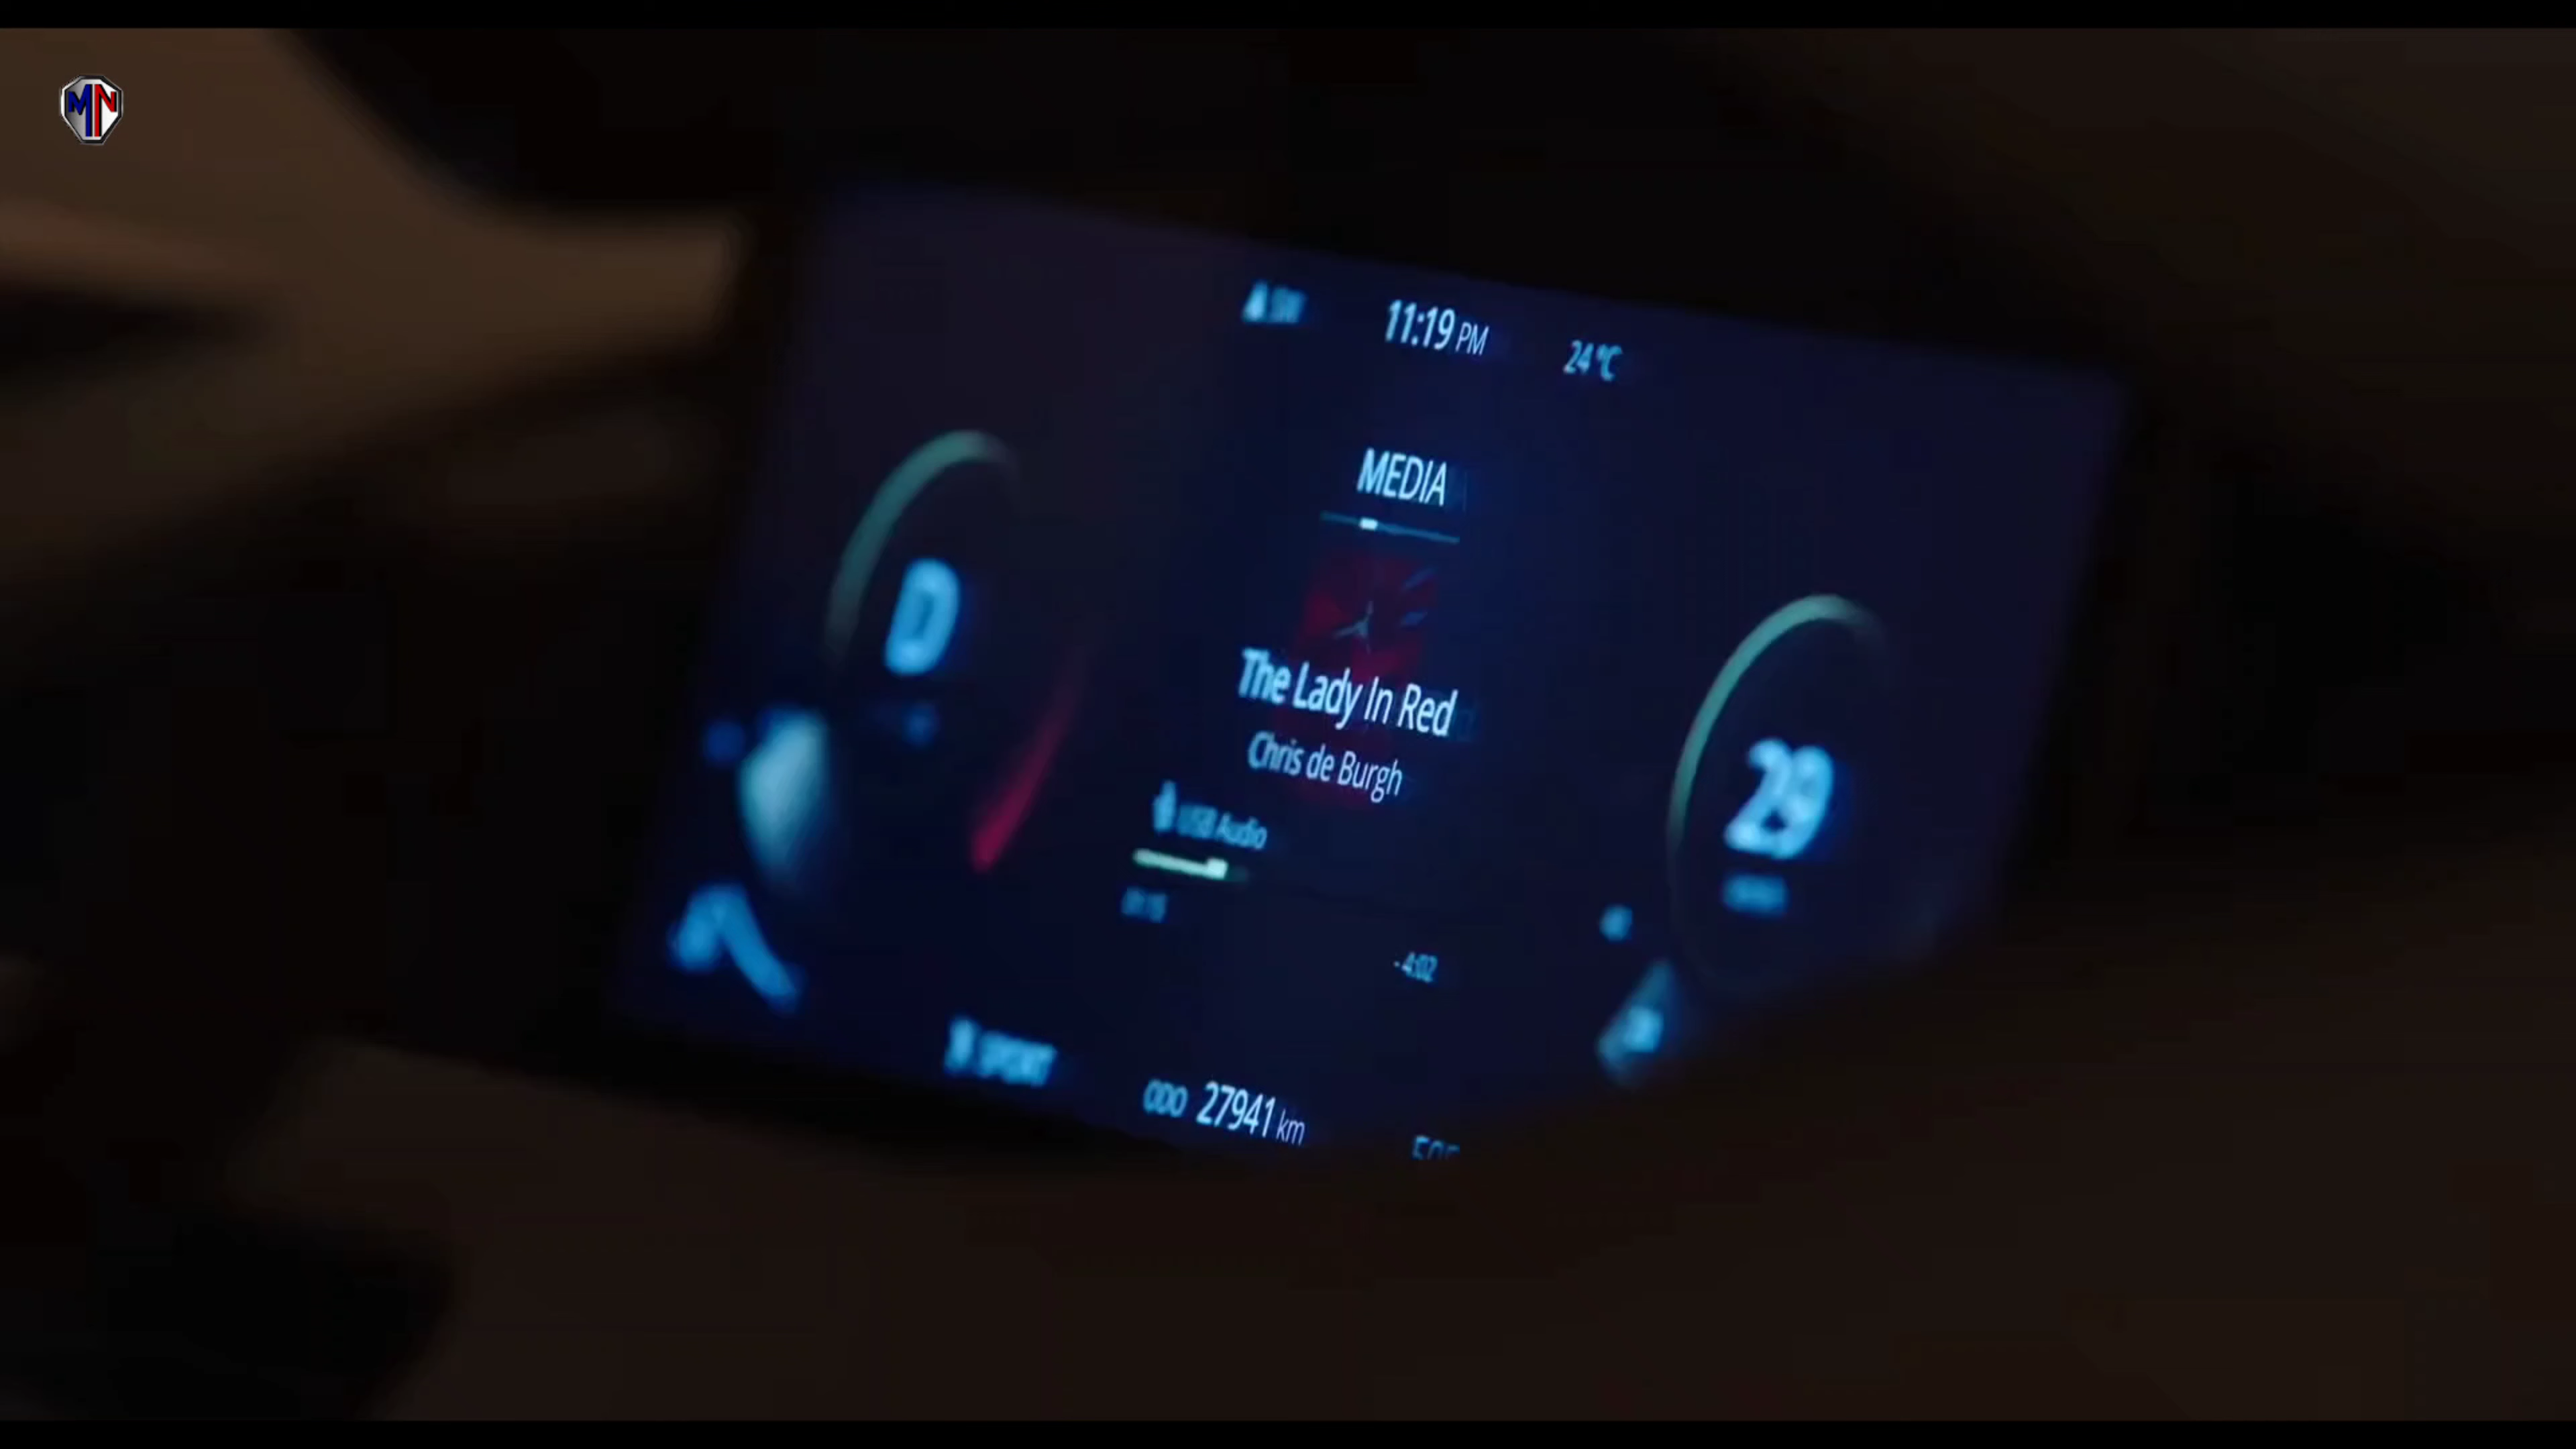 MN
11:19 PM
24°C
MEDIA
D
The Lady In Red
Chris de Burgh
29
USB Audio
- 4:02
SPORT
ODO 27941 km